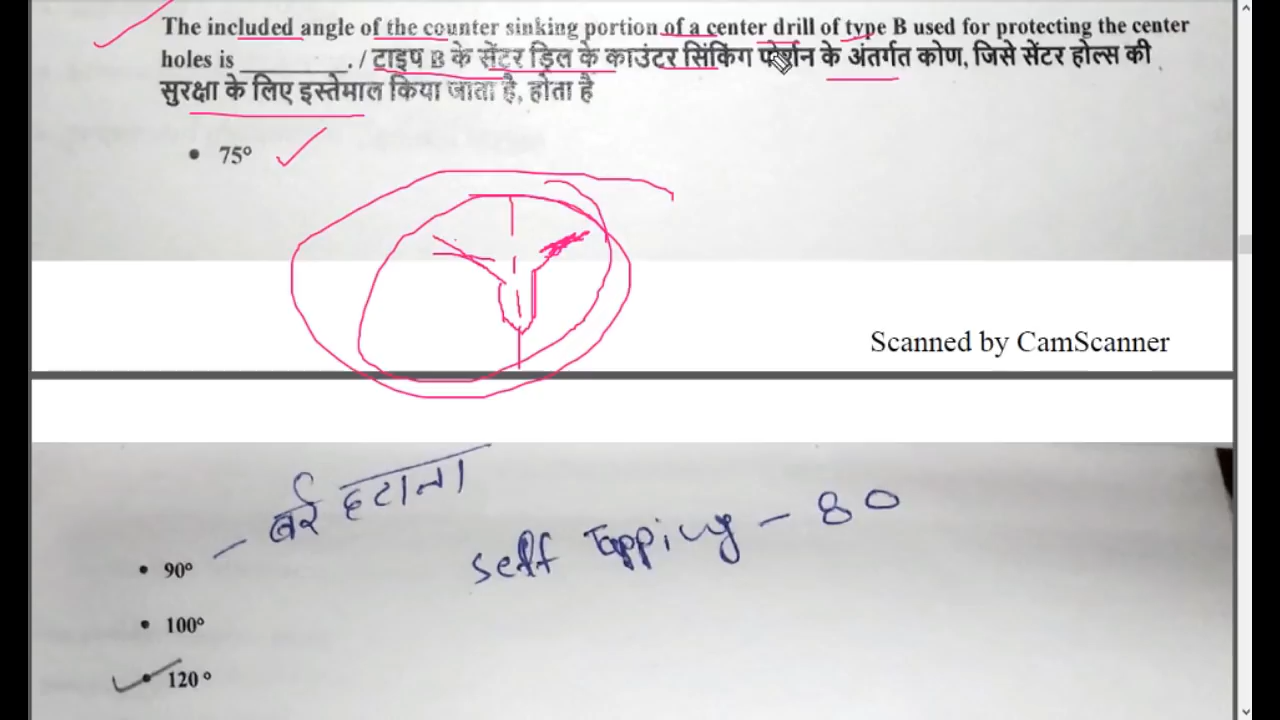 The included angle of the counter sinking portion of a center drill of type B used for protecting the center
holes is __________. / टाइप B के सेंटर ड्रिल के काउंटर सिंकिंग पोर्शन के अंतर्गत कोण, जिसे सेंटर होल्स की
सुरक्षा के लिए इस्तेमाल किया जाता है, होता है
• 75°
Scanned by CamScanner
• 90° – बर्र हटाना
self Tapping – 80
• 100°
• 120°